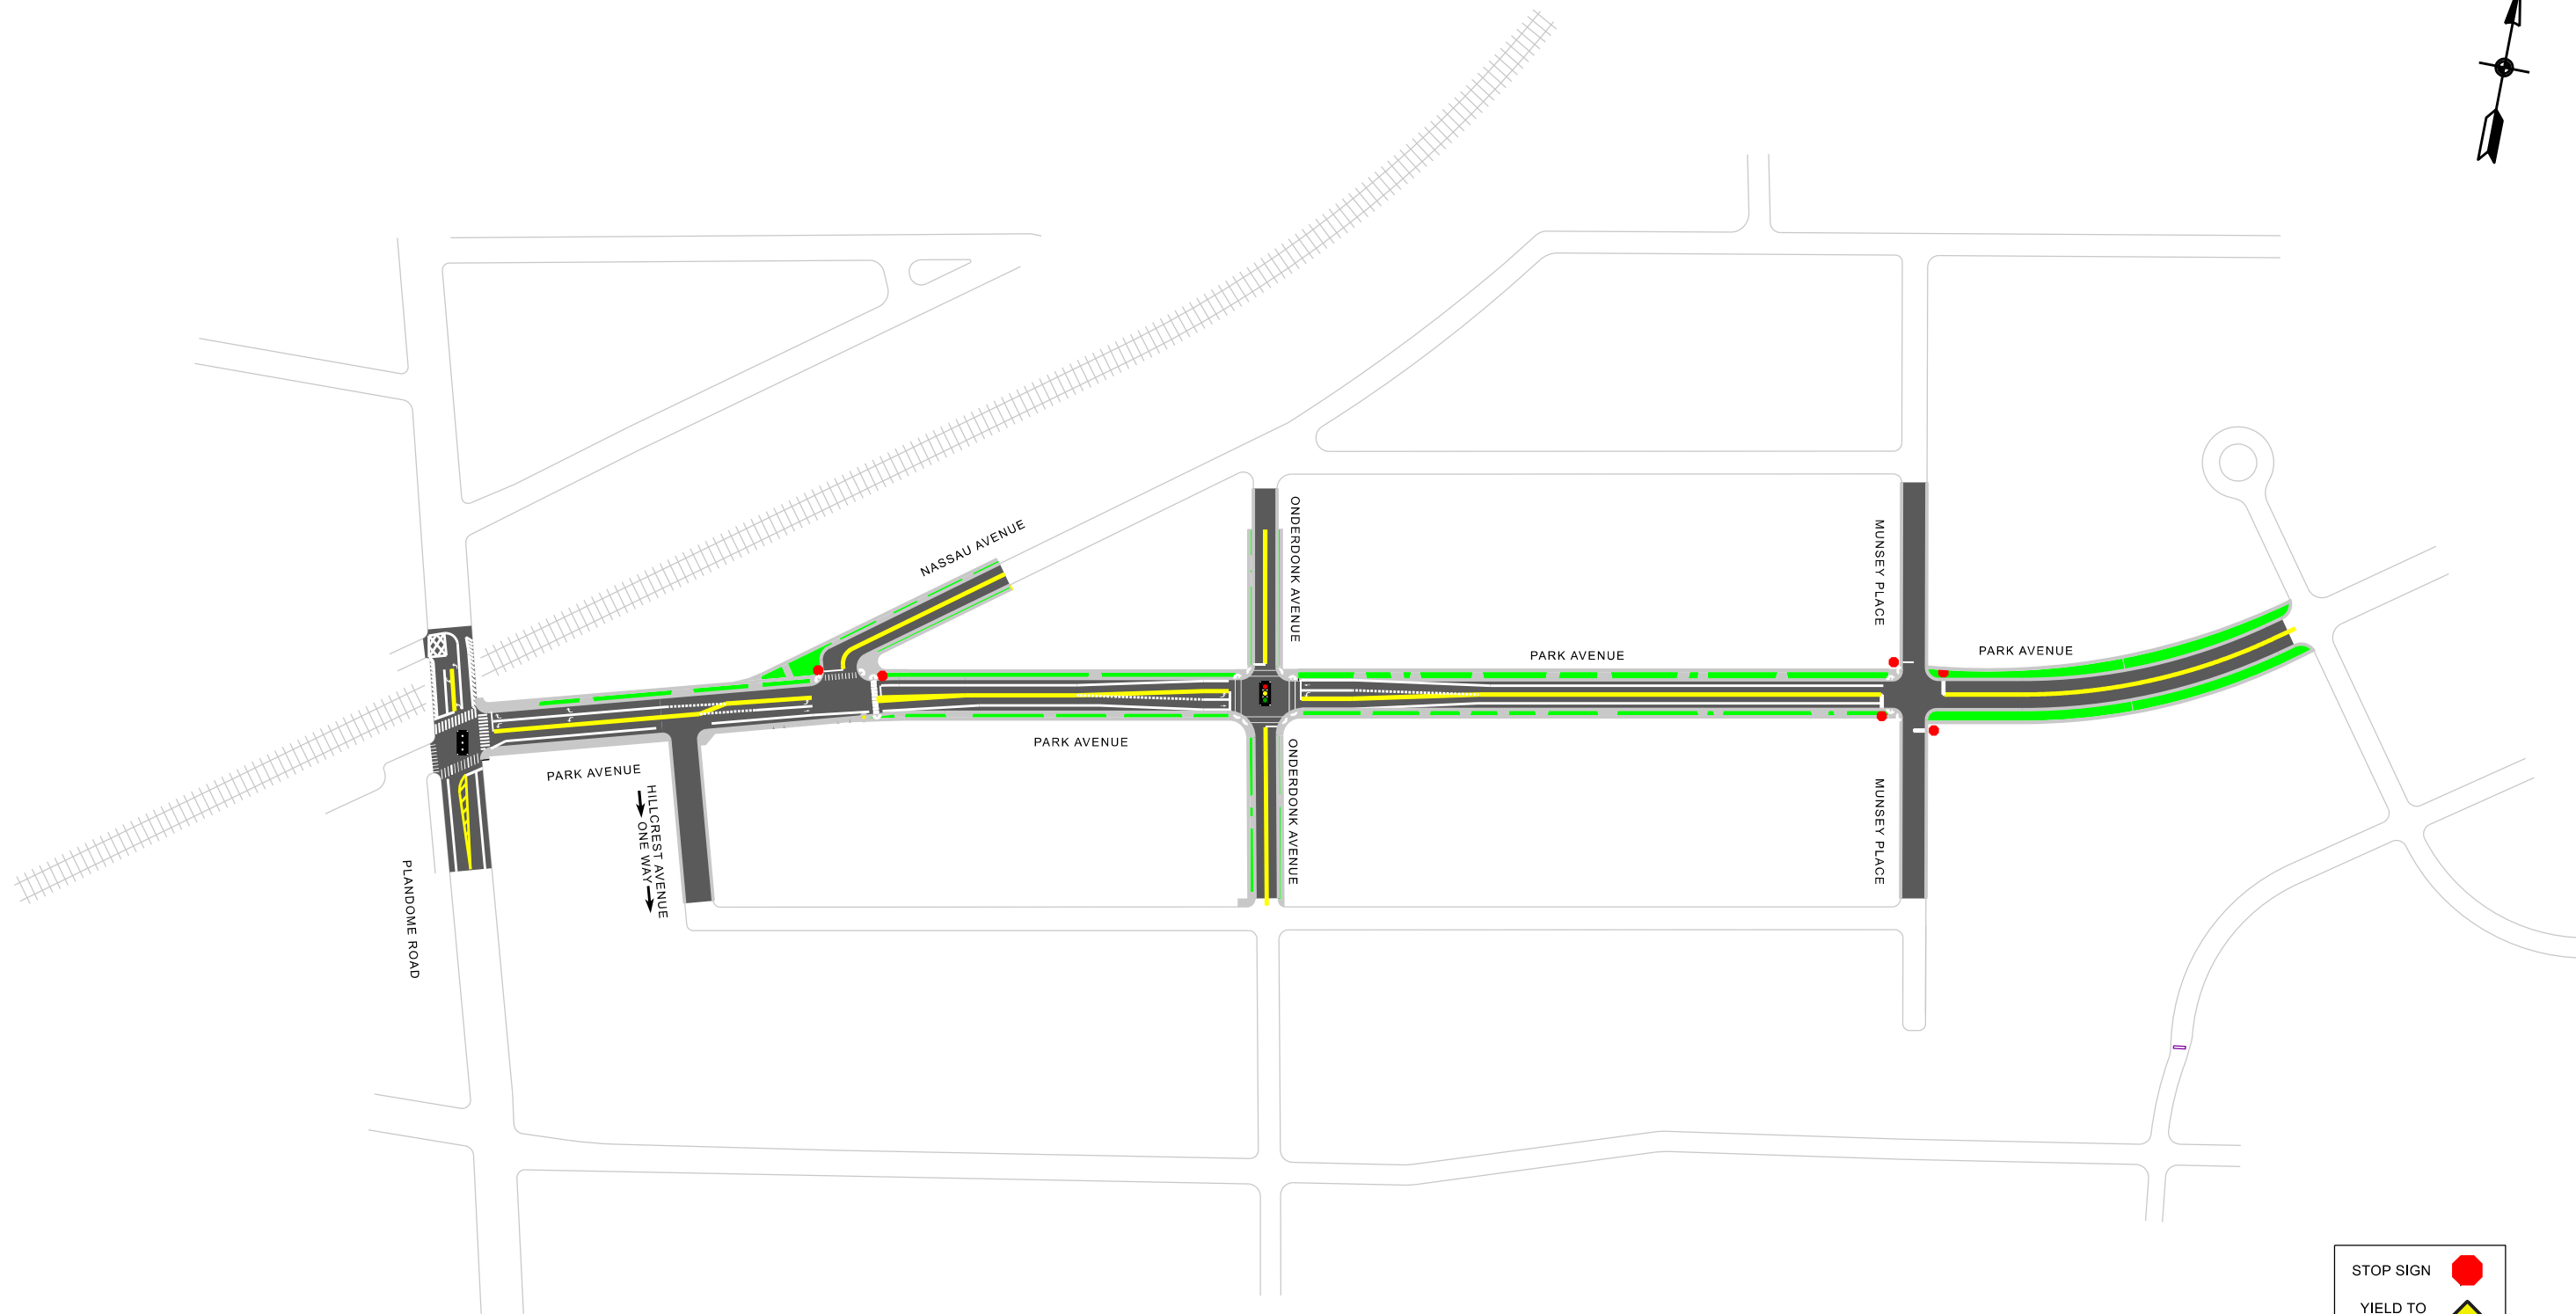 NASSAU AVENUE
ONDERDONK AVENUE
MUNSEY PLACE
PARK AVENUE
PARK AVENUE
PARK AVENUE
PARK AVENUE
ONDERDONK AVENUE
MUNSEY PLACE
HILLCREST AVENUE
ONE WAY
PLANDOME ROAD
STOP SIGN
YIELD TO